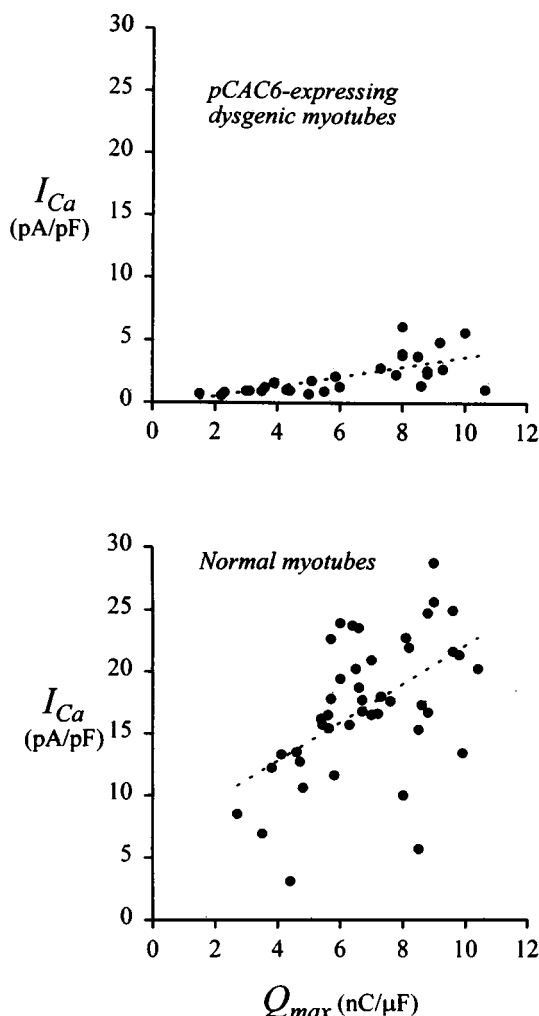 30
25
20
15
10
5
0
I_Ca
(pA/pF)
pCAC6-expressing
dysgenic myotubes
0 2 4 6 8 10 12
30
25
20
15
10
5
0
I_Ca
(pA/pF)
Normal myotubes
0 2 4 6 8 10 12
Q_max (nC/μF)